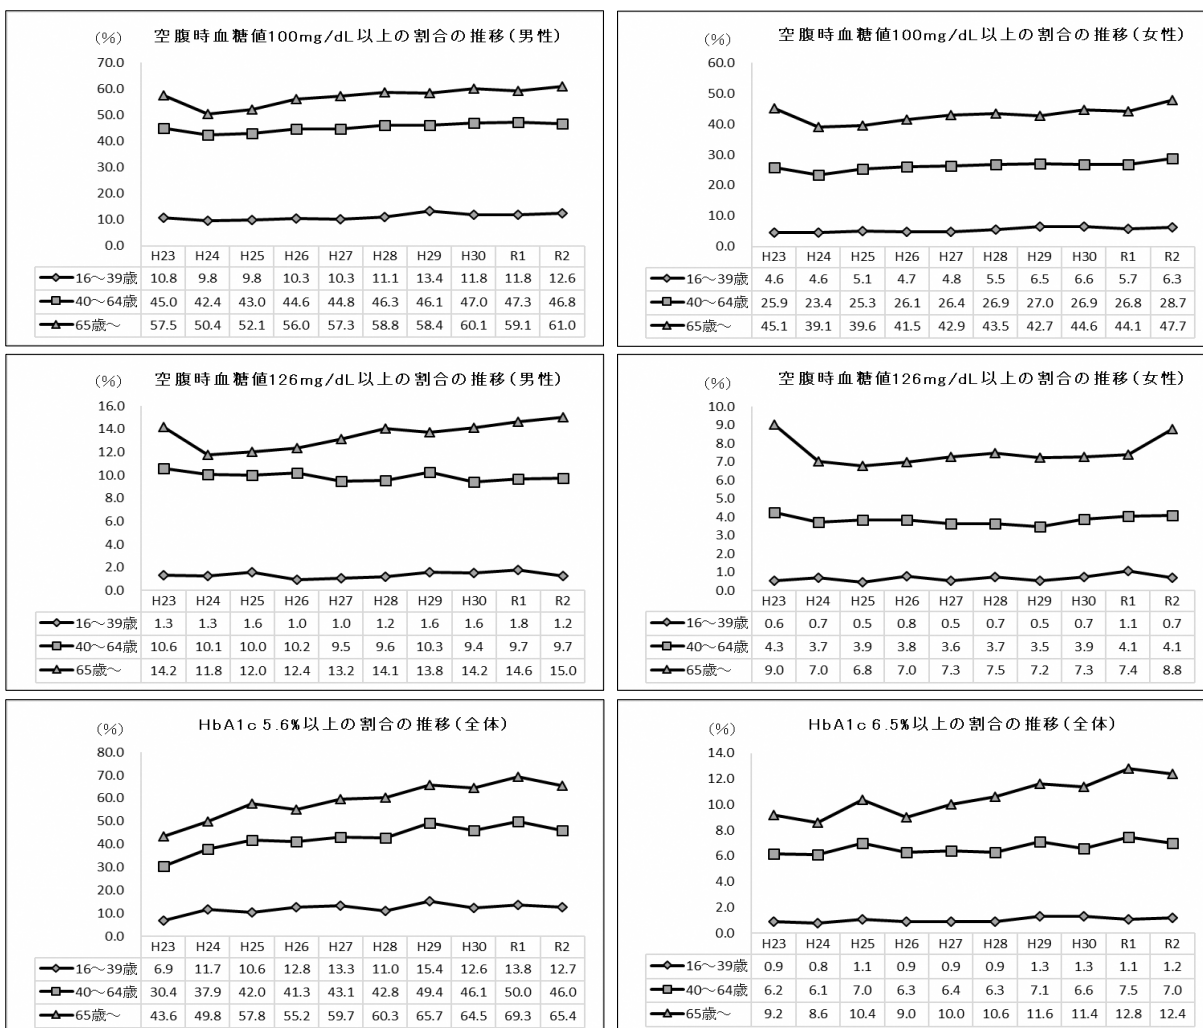 (%) 空腹時血糖値100mg/dL以上の割合の推移(男性)
70.0
60.0
50.0
40.0
30.0
20.0
10.0
0.0
H23 H24 H25 H26 H27 H28 H29 H30 R1 R2
16～39歳 10.8 9.8 9.8 10.3 10.3 11.1 13.4 11.8 11.8 12.6
40～64歳 45.0 42.4 43.0 44.6 44.8 46.3 46.1 47.0 47.3 46.8
65歳～ 57.5 50.4 52.1 56.0 57.3 58.8 58.4 60.1 59.1 61.0
(%) 空腹時血糖値100mg/dL以上の割合の推移(女性)
60.0
50.0
40.0
30.0
20.0
10.0
0.0
H23 H24 H25 H26 H27 H28 H29 H30 R1 R2
16～39歳 4.6 4.6 5.1 4.7 4.8 5.5 6.5 6.6 5.7 6.3
40～64歳 25.9 23.4 25.3 26.1 26.4 26.9 27.0 26.9 26.8 28.7
65歳～ 45.1 39.1 39.6 41.5 42.9 43.5 42.7 44.6 44.1 47.7
(%) 空腹時血糖値126mg/dL以上の割合の推移(男性)
16.0
14.0
12.0
10.0
8.0
6.0
4.0
2.0
0.0
H23 H24 H25 H26 H27 H28 H29 H30 R1 R2
16～39歳 1.3 1.3 1.6 1.0 1.0 1.2 1.6 1.6 1.8 1.2
40～64歳 10.6 10.1 10.0 10.2 9.5 9.6 10.3 9.4 9.7 9.7
65歳～ 14.2 11.8 12.0 12.4 13.2 14.1 13.8 14.2 14.6 15.0
(%) 空腹時血糖値126mg/dL以上の割合の推移(女性)
10.0
9.0
8.0
7.0
6.0
5.0
4.0
3.0
2.0
1.0
0.0
H23 H24 H25 H26 H27 H28 H29 H30 R1 R2
16～39歳 0.6 0.7 0.5 0.8 0.5 0.7 0.5 0.7 1.1 0.7
40～64歳 4.3 3.7 3.9 3.8 3.6 3.7 3.5 3.9 4.1 4.1
65歳～ 9.0 7.0 6.8 7.0 7.3 7.5 7.2 7.3 7.4 8.8
(%) HbA1c 5.6%以上の割合の推移(全体)
80.0
70.0
60.0
50.0
40.0
30.0
20.0
10.0
0.0
H23 H24 H25 H26 H27 H28 H29 H30 R1 R2
16～39歳 6.9 11.7 10.6 12.8 13.3 11.0 15.4 12.6 13.8 12.7
40～64歳 30.4 37.9 42.0 41.3 43.1 42.8 49.4 46.1 50.0 46.0
65歳～ 43.6 49.8 57.8 55.2 59.7 60.3 65.7 64.5 69.3 65.4
(%) HbA1c 6.5%以上の割合の推移(全体)
14.0
12.0
10.0
8.0
6.0
4.0
2.0
0.0
H23 H24 H25 H26 H27 H28 H29 H30 R1 R2
16～39歳 0.9 0.8 1.1 0.9 0.9 0.9 1.3 1.3 1.1 1.2
40～64歳 6.2 6.1 7.0 6.3 6.4 6.3 7.1 6.6 7.5 7.0
65歳～ 9.2 8.6 10.4 9.0 10.0 10.6 11.6 11.4 12.8 12.4